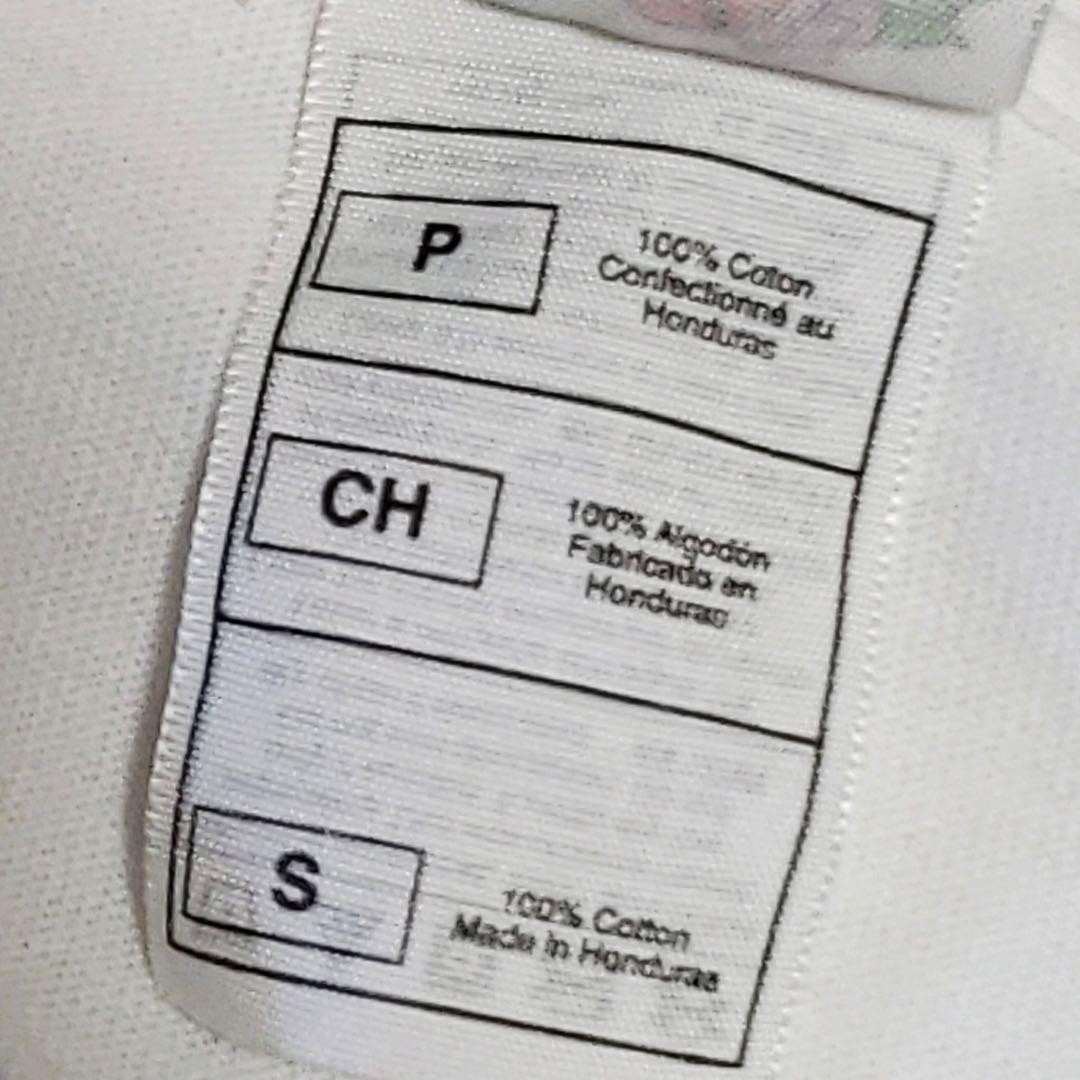 P
100% Coton
Confectionné au
Honduras
CH
100% Algodón
Fabricado en
Honduras
S
100% Cotton
Made in Honduras